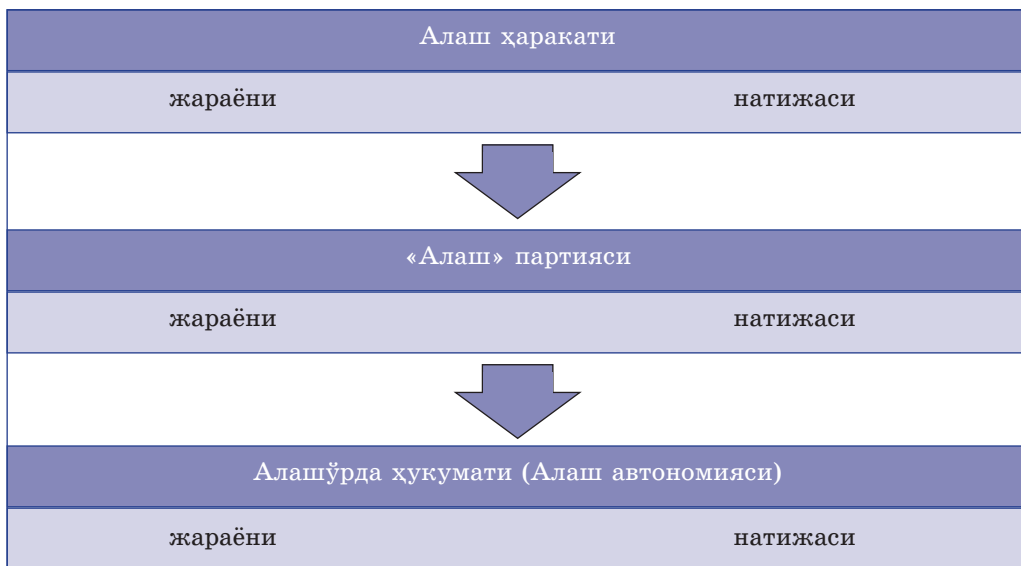 Алаш ҳаракати
жараёни натижаси
«Алаш» партияси
жараёни натижаси
Алашўрда ҳукумати (Алаш автономияси)
жараёни натижаси